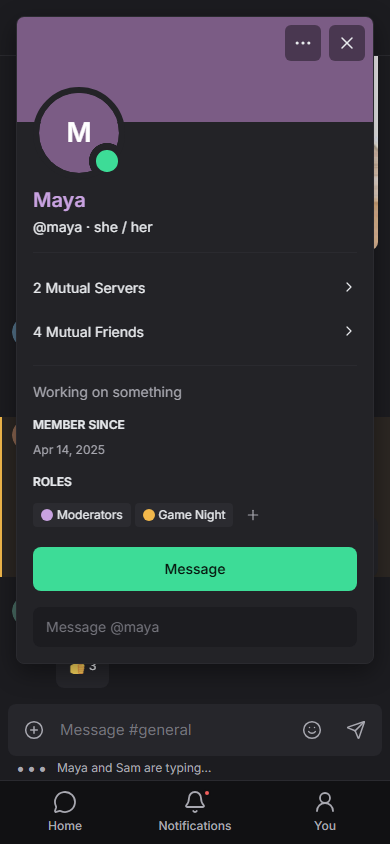 M
Maya
@maya · she / her
2 Mutual Servers
4 Mutual Friends
Working on something
MEMBER SINCE
Apr 14, 2025
ROLES
Moderators Game Night
Message
Message @maya
3
Message #general
Maya and Sam are typing...
Home Notifications You